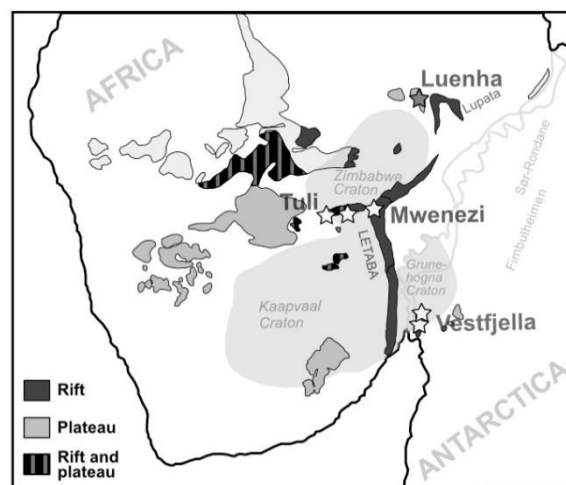 AFRICA
Luenha
Lupata
Zimbabwe
Craton
Tuli
Mwenezi
LETABA
Sør-Rondane
Fimbulheimen
Grune-
hogna
Craton
Kaapvaal
Craton
Vestfjella
Rift
Plateau
Rift and
plateau
ANTARCTICA